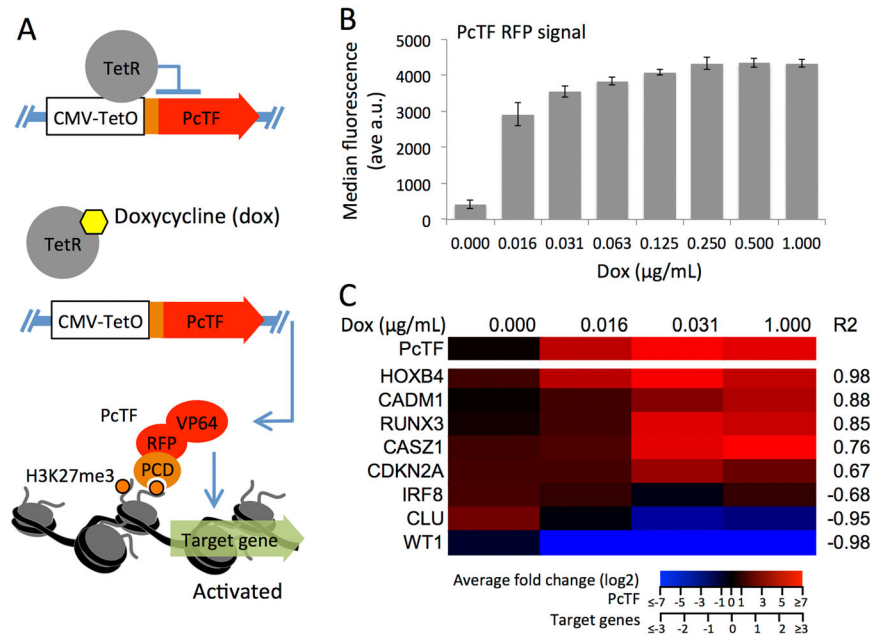 A
TetR
CMV-TetO
PcTF
Doxycycline (dox)
TetR
CMV-TetO
PcTF
PcTF
VP64
RFP
PCD
H3K27me3
Target gene
Activated
B
PcTF RFP signal
Median fluorescence
(ave a.u.)
5000
4000
3000
2000
1000
0
0.000 0.016 0.031 0.063 0.125 0.250 0.500 1.000
Dox (µg/mL)
C
Dox (µg/mL) 0.000 0.016 0.031 1.000 R2
PcTF
HOXB4 0.98
CADM1 0.88
RUNX3 0.85
CASZ1 0.76
CDKN2A 0.67
IRF8 -0.68
CLU -0.95
WT1 -0.98
Average fold change (log2)
PcTF
≤-7 -5 -3 -1 0 1 3 5 ≥7
Target genes
≤-3 -2 -1 0 1 2 ≥3